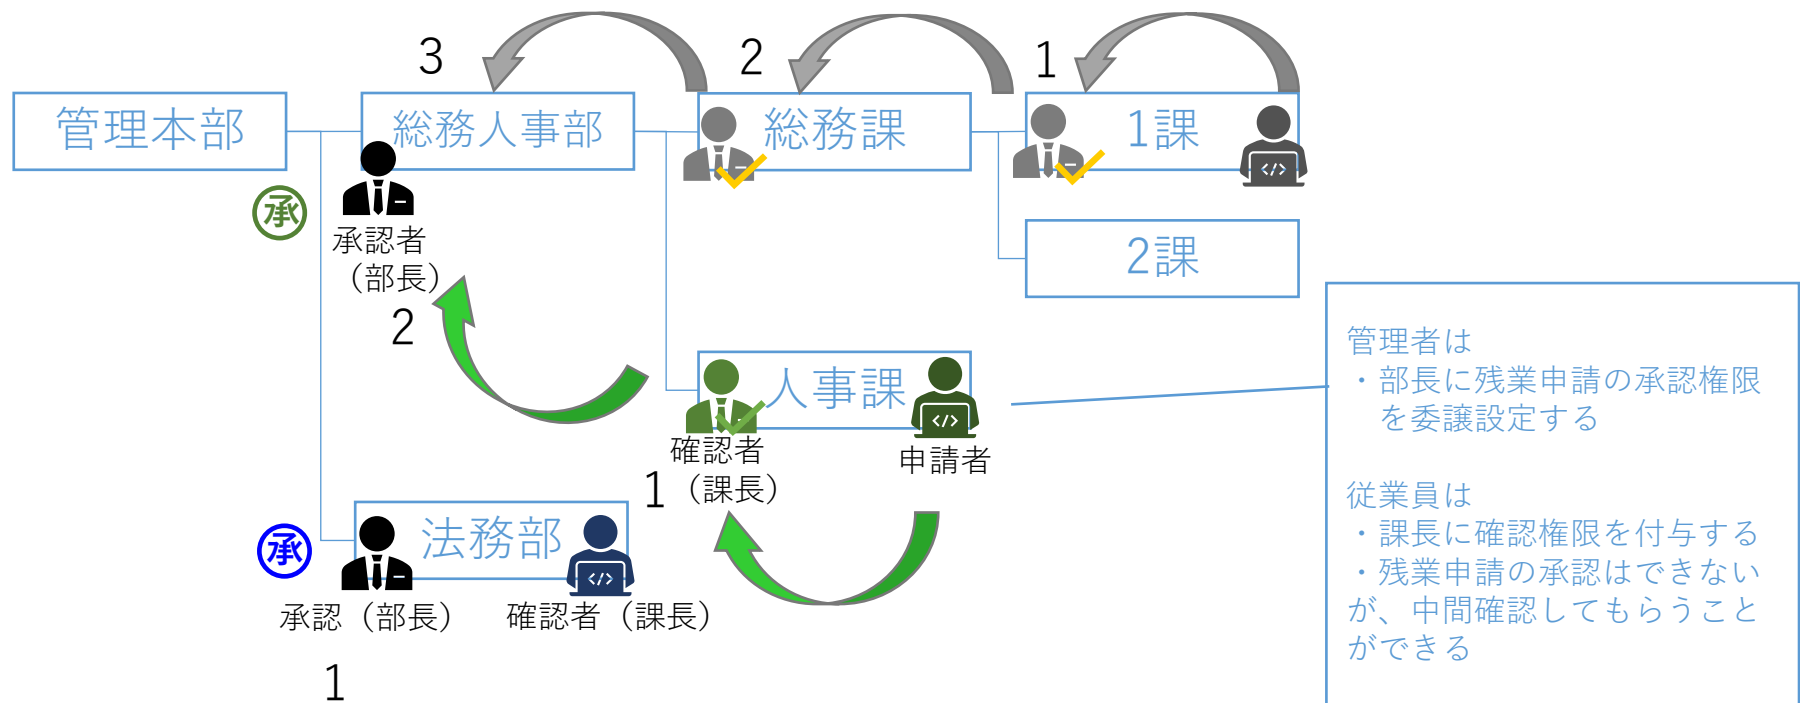 3
2
1
管理本部
総務人事部
総務課
1課
承
承認者
（部長）
2課
2
人事課
確認者
（課長）
1
申請者
管理者は
・部長に残業申請の承認権限
を委譲設定する
従業員は
・課長に確認権限を付与する
・残業申請の承認はできない
が、中間確認してもらうこと
ができる
承
法務部
承認（部長）
確認者（課長）
1